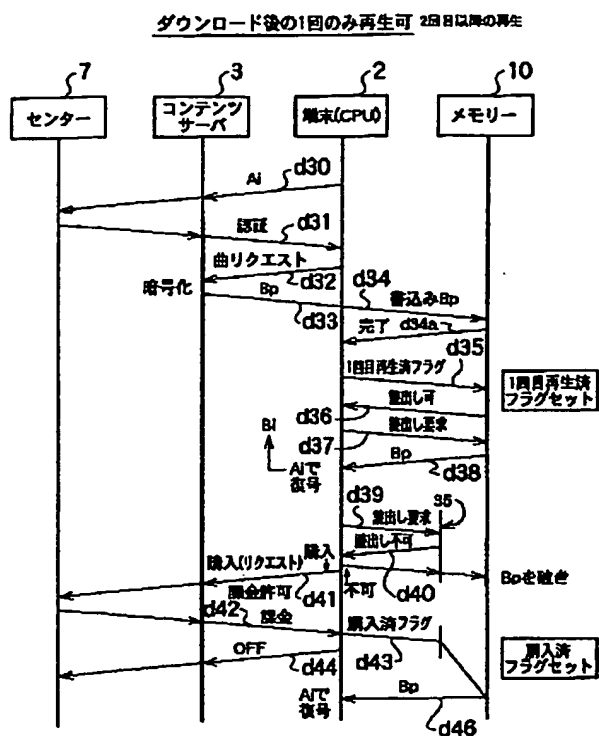 ダウンロード後の1回のみ再生可 2回目以降の再生
7
3
2
10
センター
コンテンツ
サーバ
端末(CPU)
メモリー
Ai
d30
認証
d31
曲リクエスト
d32
d34
暗号化
Bp
d33
書込みBp
完了
d34a
d35
1回目再生済フラグ
1回目再生済
フラグセット
読出し可
d36
読出し要求
d37
Bi
Bp
d38
Aiで
復号
d39
読出し要求
35
読出し不可
購入
購入(リクエスト)
d40
不可
Bpを破き
課金許可
d41
d42
課金
購入済フラグ
d43
購入済
フラグセット
OFF
d44
Aiで
復号
Bp
d46